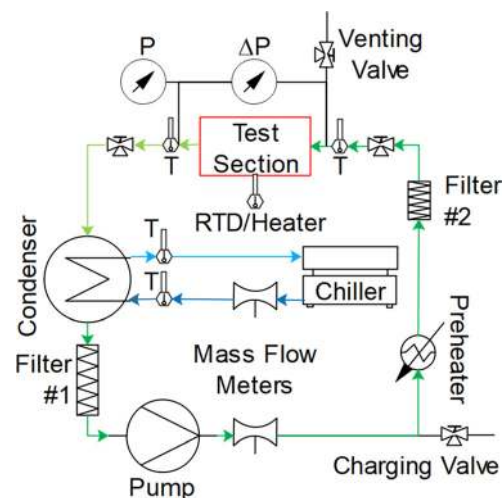 P
ΔP
Venting
Valve
Test
Section
T
T
RTD/Heater
Filter
#2
Condenser
T
T
Chiller
Preheater
Filter
#1
Mass Flow
Meters
Pump
Charging Valve